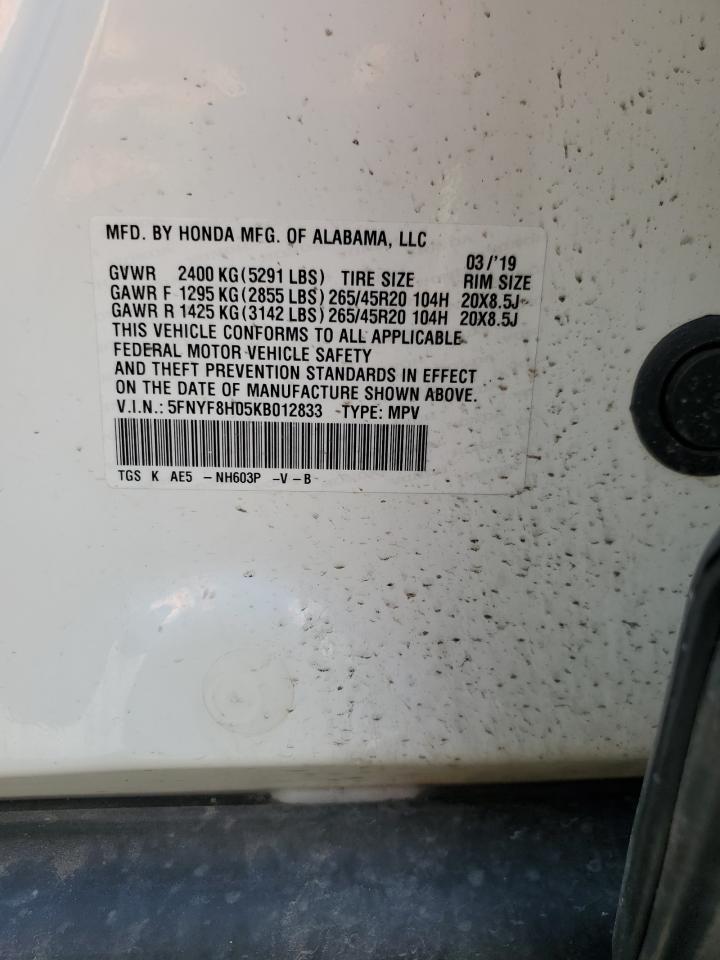 MFD. BY HONDA MFG. OF ALABAMA, LLC
03/'19
GVWR 2400 KG(5291 LBS) TIRE SIZE RIM SIZE
GAWR F 1295 KG(2855 LBS) 265/45R20 104H 20X8.5J
GAWR R 1425 KG(3142 LBS) 265/45R20 104H 20X8.5J
THIS VEHICLE CONFORMS TO ALL APPLICABLE
FEDERAL MOTOR VEHICLE SAFETY
AND THEFT PREVENTION STANDARDS IN EFFECT
ON THE DATE OF MANUFACTURE SHOWN ABOVE.
V.I.N.: 5FNYF8H05KB012833 TYPE: MPV
TGS K AE5 -NH603P -V-B